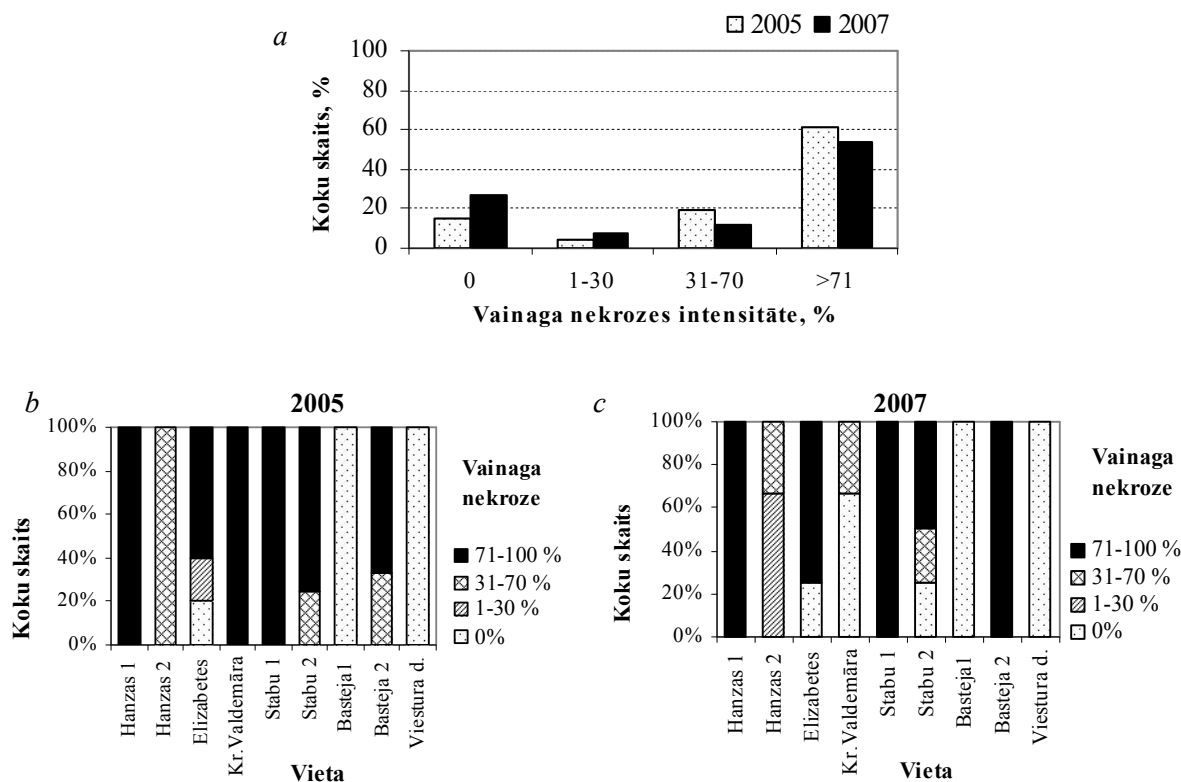 a
2005 2007
Koku skaits, %
100
80
60
40
20
0
0 1-30 31-70 >71
Vainaga nekrozes intensitāte, %
b
2005
Koku skaits
100%
80%
60%
40%
20%
0%
Hanzas 1
Hanzas 2
Elizabetes
Kr.Valdemāra
Stabu 1
Stabu 2
Basteja1
Basteja 2
Viestura d.
Vieta
Vainaga
nekroze
71-100 %
31-70 %
1-30 %
0%
c
2007
Koku skaits
100%
80%
60%
40%
20%
0%
Hanzas 1
Hanzas 2
Elizabetes
Kr.Valdemāra
Stabu 1
Stabu 2
Basteja1
Basteja 2
Viestura d.
Vieta
Vainaga
nekroze
71-100 %
31-70 %
1-30 %
0%